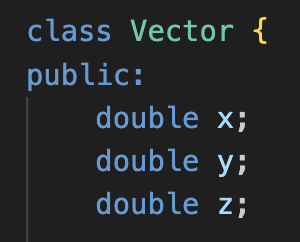 class Vector {
public:
    double x;
    double y;
    double z;